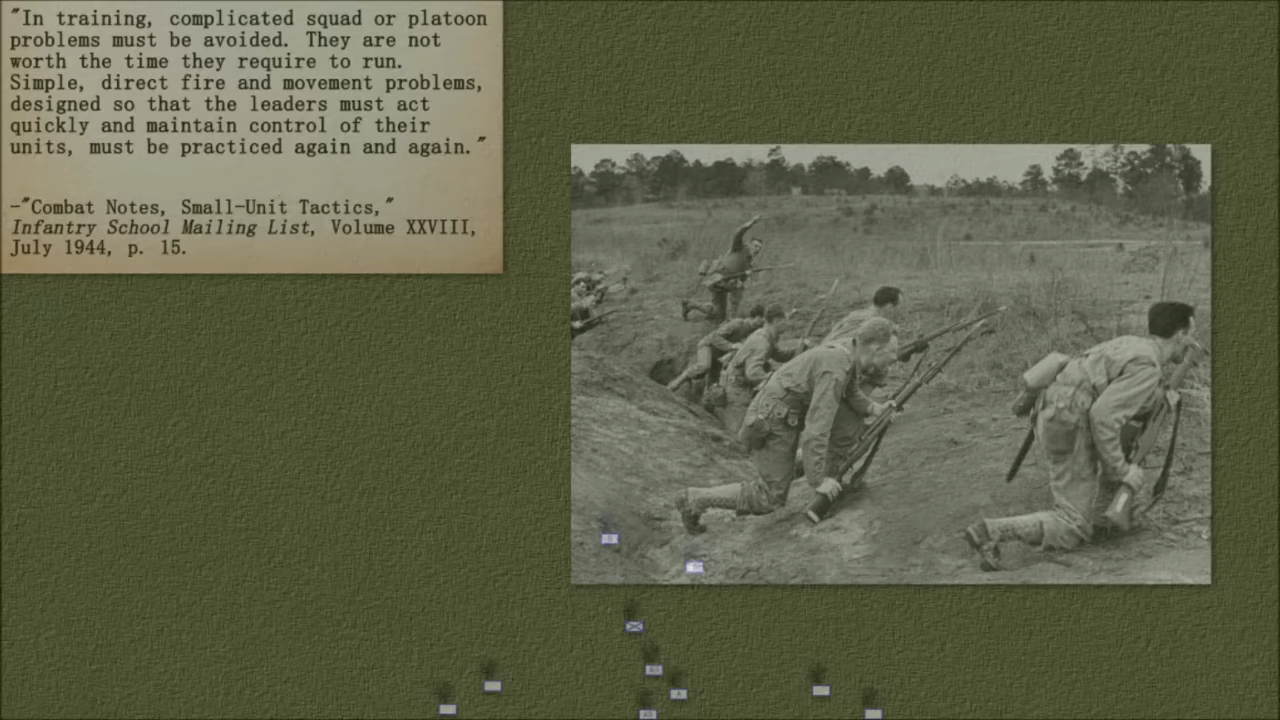 "In training, complicated squad or platoon
problems must be avoided. They are not
worth the time they require to run.
Simple, direct fire and movement problems,
designed so that the leaders must act
quickly and maintain control of their
units, must be practiced again and again."
-"Combat Notes, Small-Unit Tactics,"
Infantry School Mailing List, Volume XXVIII,
July 1944, p. 15.
A